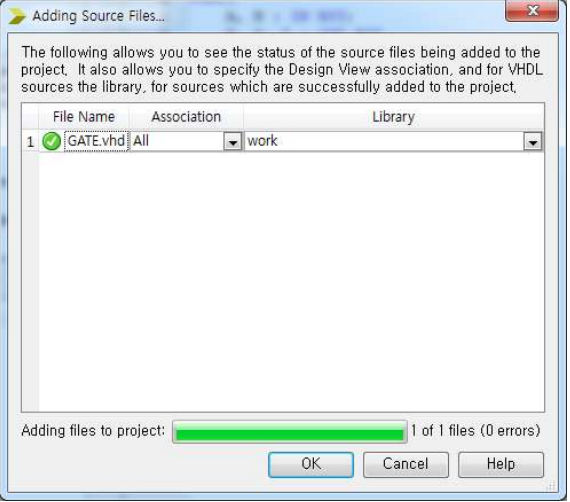 Adding Source Files...
The following allows you to see the status of the source files being added to the
project. It also allows you to specify the Design View association, and for VHDL
sources the library, for sources which are successfully added to the project.
File Name Association Library
1 GATE.vhd All work
Adding files to project: 1 of 1 files (0 errors)
OK Cancel Help